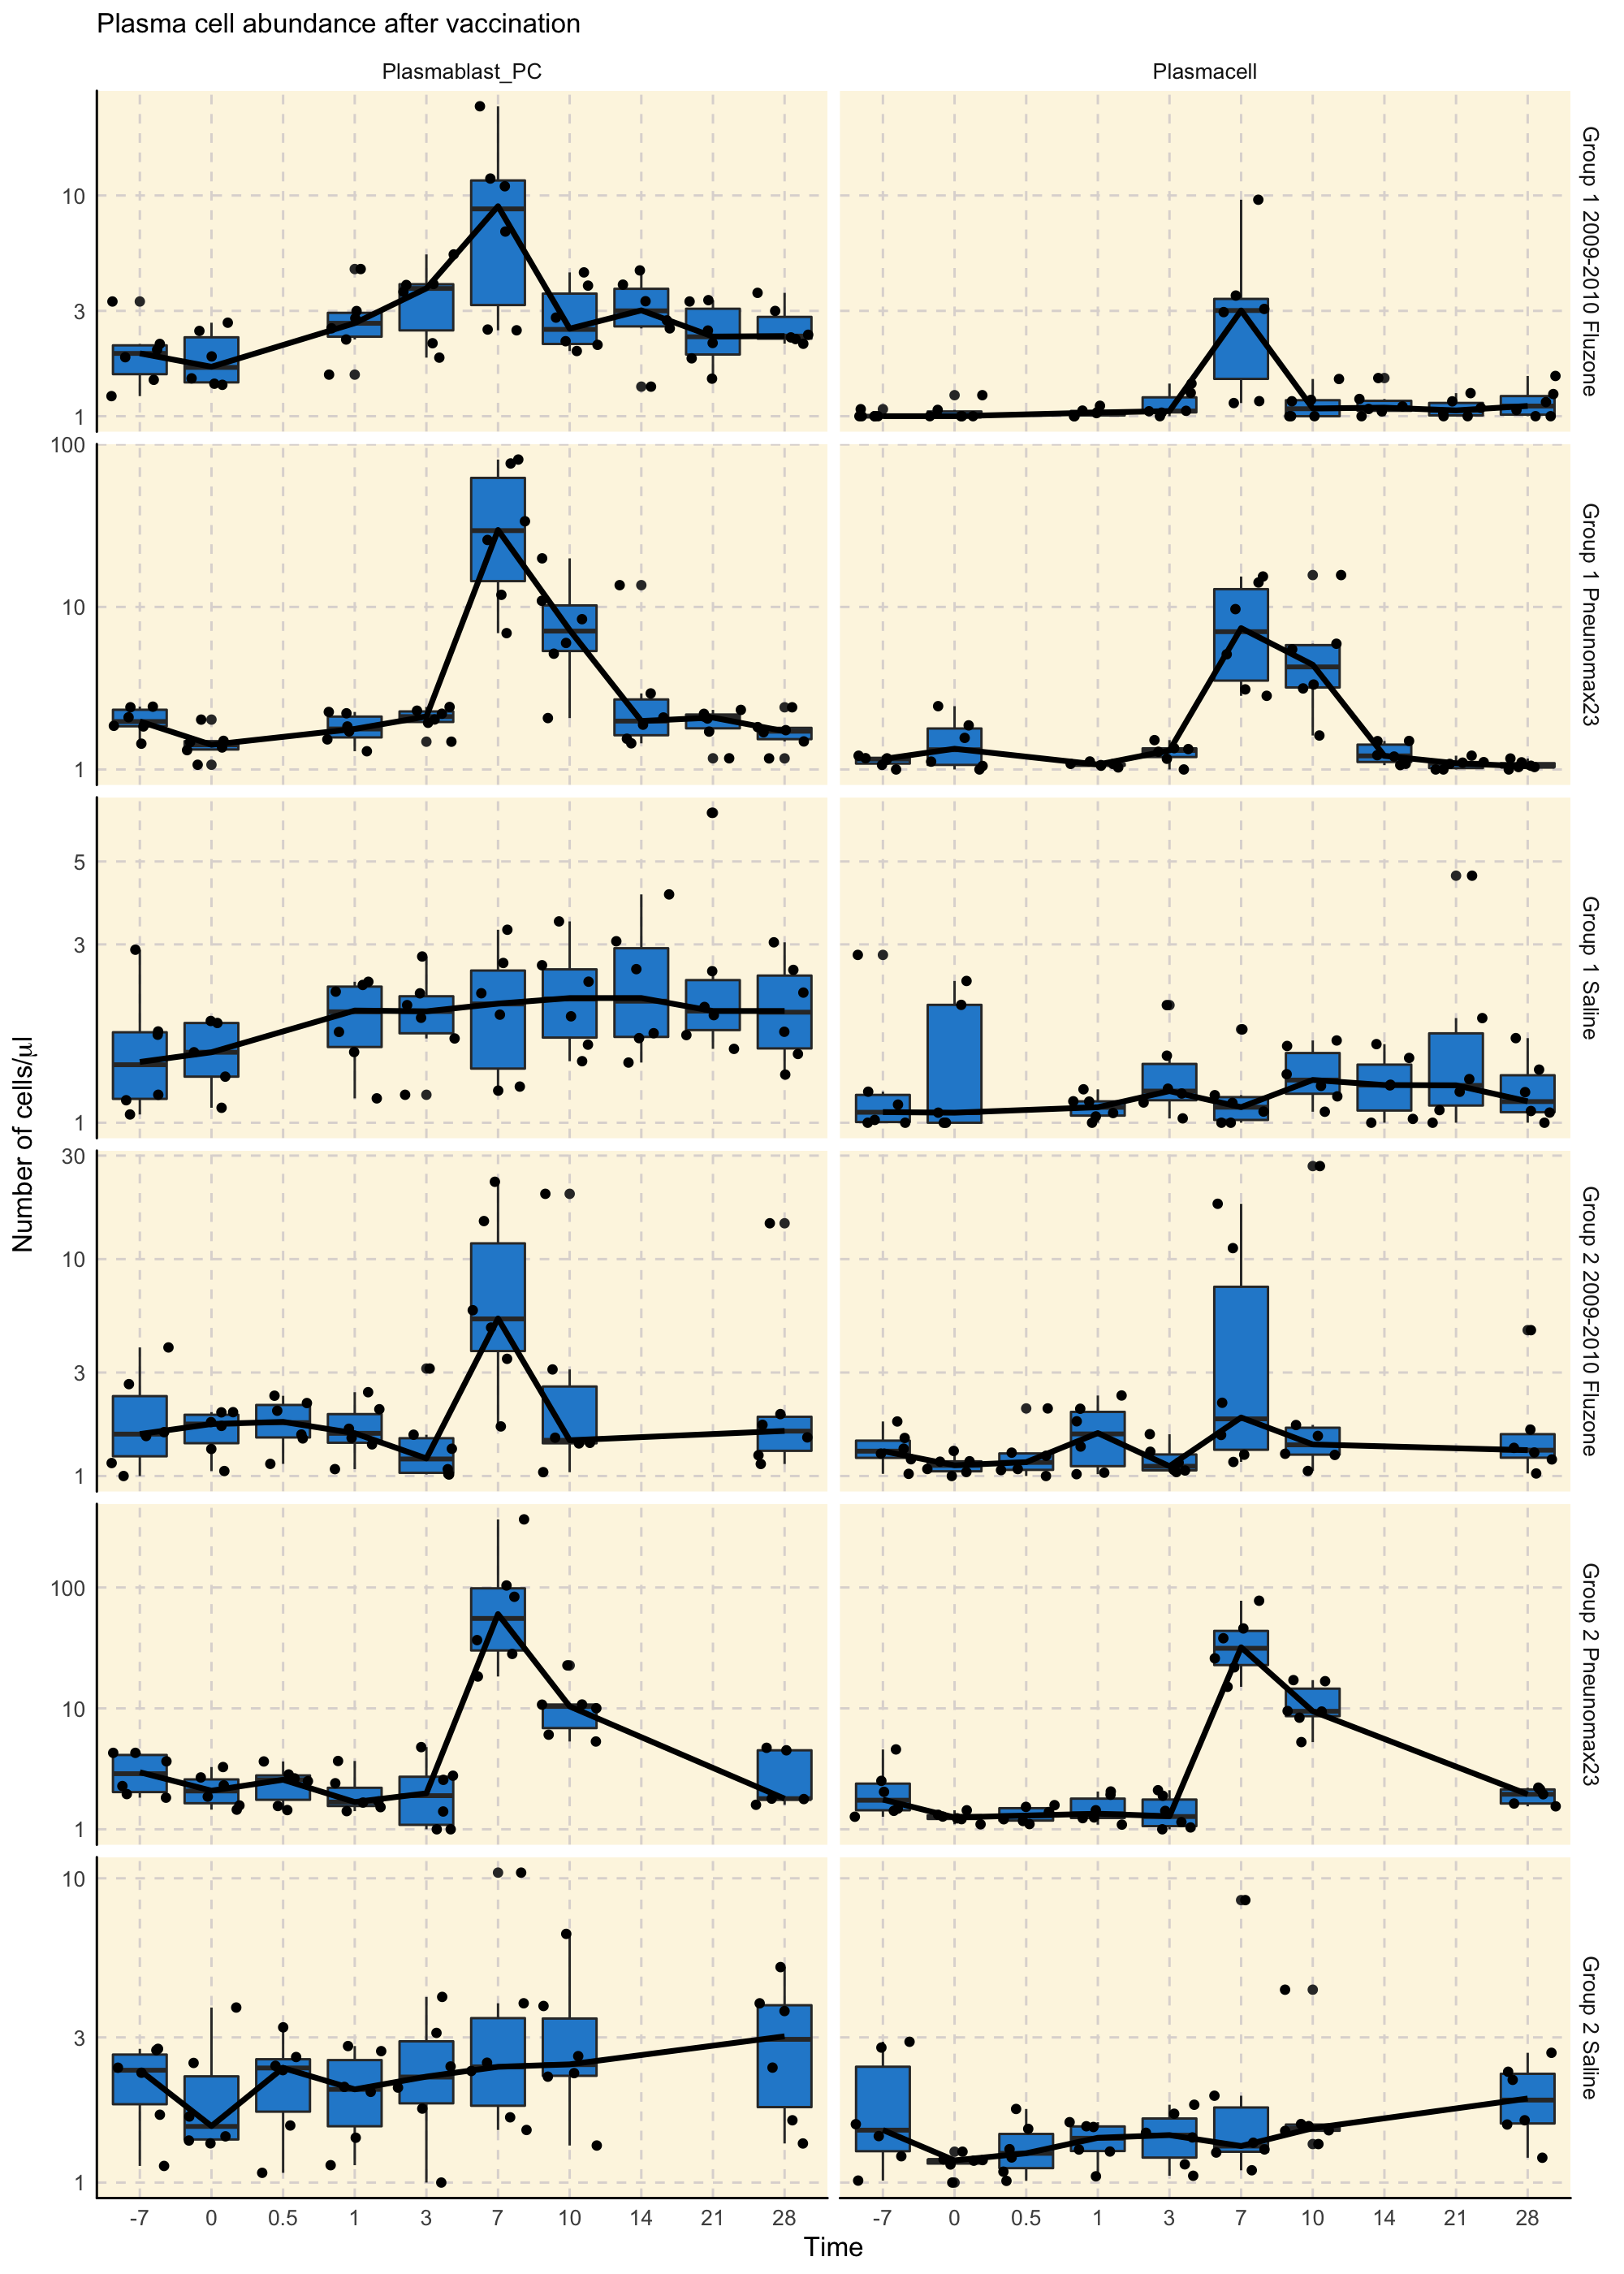 Plasma cell abundance after vaccination
Plasmablast_PC
Plasmacell
10
3
1
Group 1 2009-2010 Fluzone
100
10
1
Group 1 Pneunomax23
5
3
1
Group 1 Saline
Nunmber of cells/µl
30
10
3
1
Group 2 2009-2010 Fluzone
100
10
1
Group 2 Pneunomax23
10
3
1
Group 2 Saline
-7 0 0.5 1 3 7 10 14 21 28
-7 0 0.5 1 3 7 10 14 21 28
Time